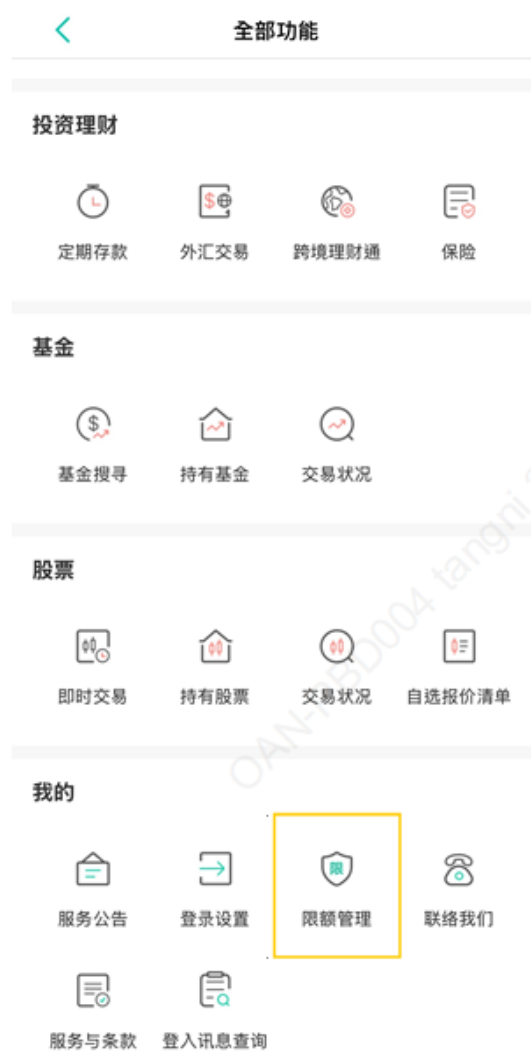 全部功能
投资理财
定期存款 外汇交易 跨境理财通 保险
基金
基金搜寻 持有基金 交易状况
股票
即时交易 持有股票 交易状况 自选报价清单
我的
限
服务公告 登录设置 限额管理 联络我们
服务与条款 登入讯息查询